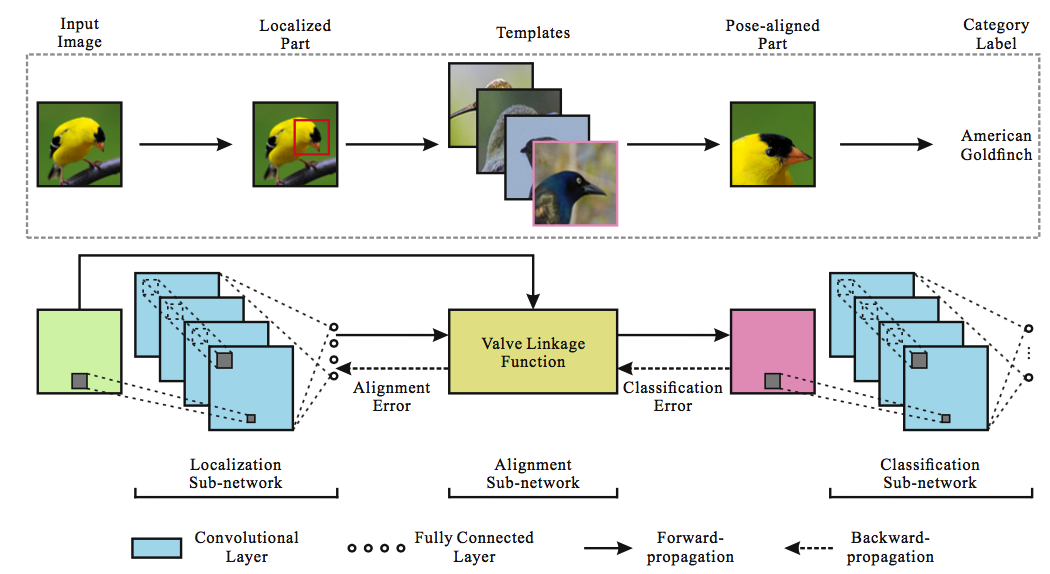 Input
Image
Localized
Part
Templates
Pose-aligned
Part
Category
Label
American
Goldfinch
Valve Linkage
Function
Alignment
Error
Classification
Error
Localization
Sub-network
Alignment
Sub-network
Classification
Sub-network
Convolutional
Layer
Fully Connected
Layer
Forward-
propagation
Backward-
propagation